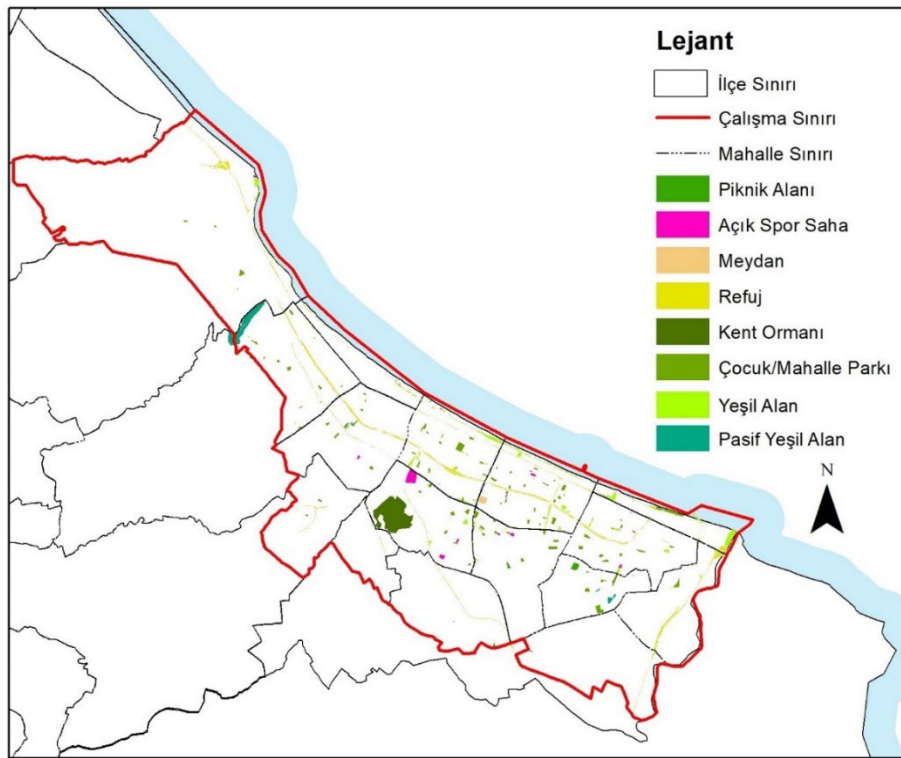 Lejant
İlçe Sınırı
Çalışma Sınırı
Mahalle Sınırı
Piknik Alanı
Açık Spor Saha
Meydan
Refuj
Kent Ormanı
Çocuk/Mahalle Parkı
Yeşil Alan
Pasif Yeşil Alan
N